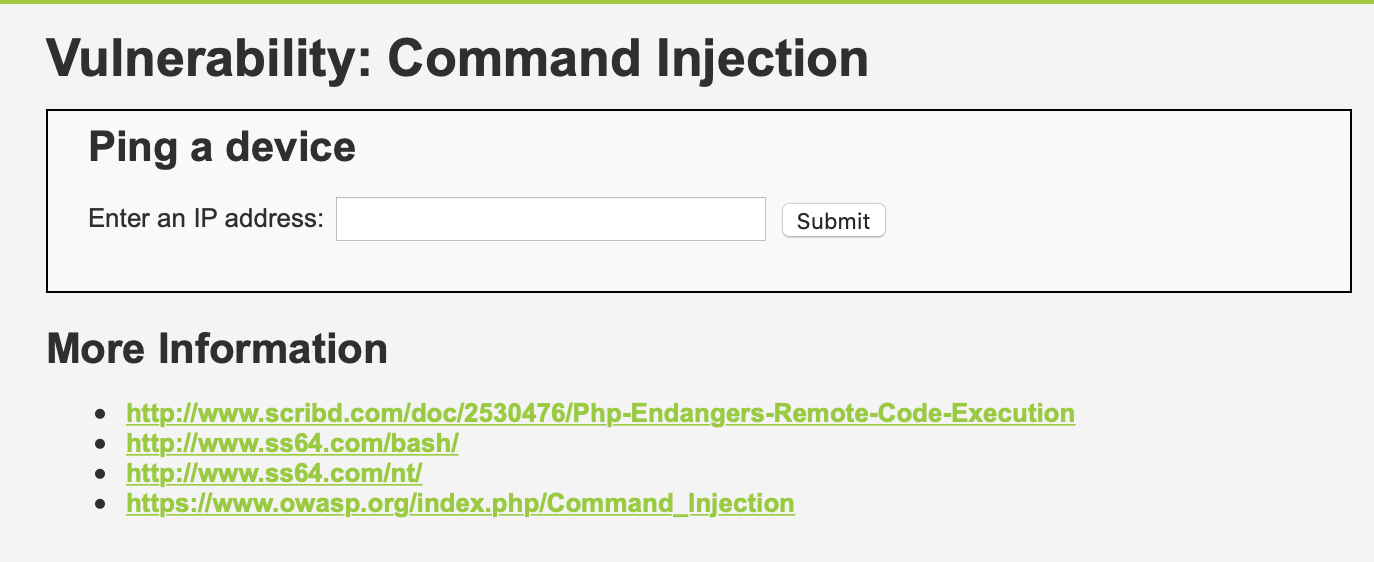 Vulnerability: Command Injection
Ping a device
Enter an IP address: Submit
More Information
http://www.scribd.com/doc/2530476/Php-Endangers-Remote-Code-Execution
http://www.ss64.com/bash/
http://www.ss64.com/nt/
https://www.owasp.org/index.php/Command_Injection